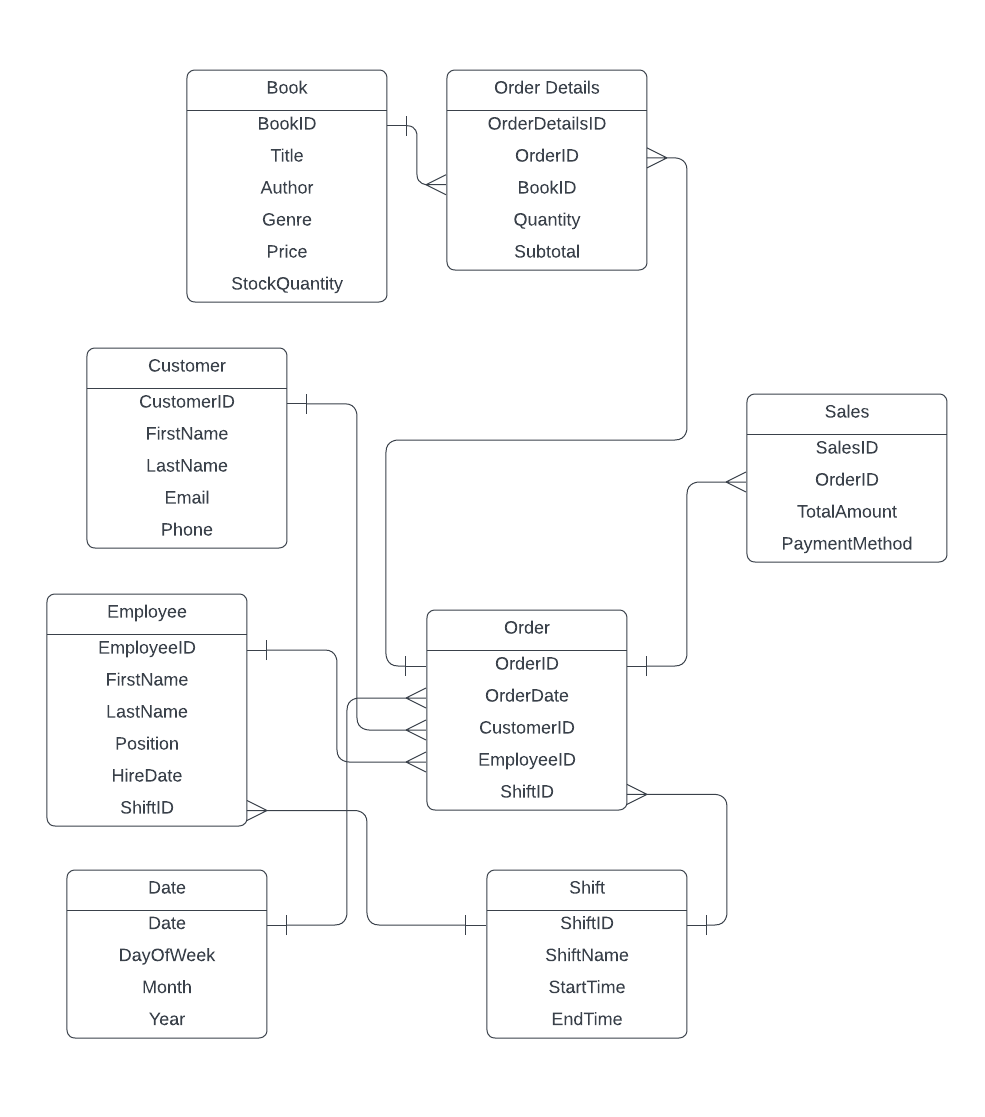 Book
BookID
Title
Author
Genre
Price
StockQuantity
Order Details
OrderDetailsID
OrderID
BookID
Quantity
Subtotal
Customer
CustomerID
FirstName
LastName
Email
Phone
Sales
SalesID
OrderID
TotalAmount
PaymentMethod
Employee
EmployeeID
FirstName
LastName
Position
HireDate
ShiftID
Order
OrderID
OrderDate
CustomerID
EmployeeID
ShiftID
Date
Date
DayOfWeek
Month
Year
Shift
ShiftID
ShiftName
StartTime
EndTime